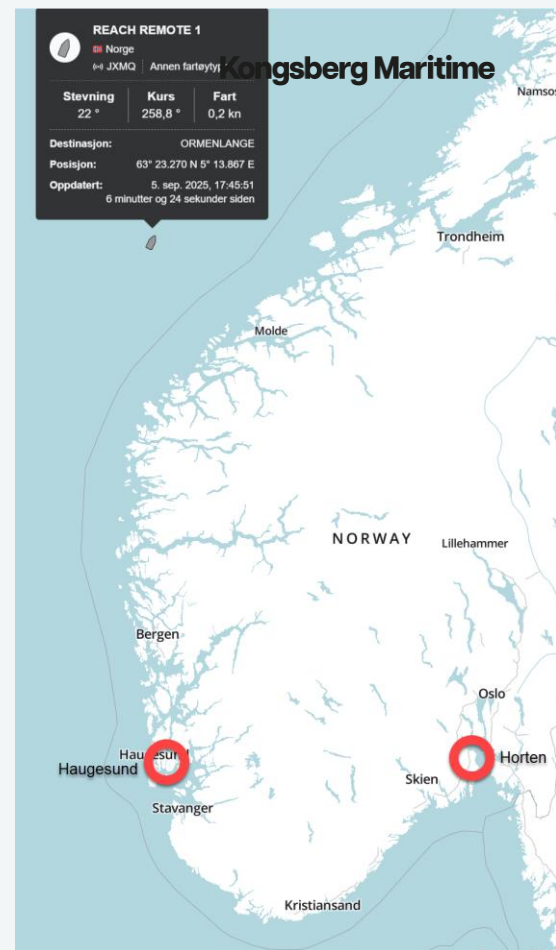 REACH REMOTE 1
Norge
JXMQ Annen fartøytyp
Kongsberg Maritime
Stevning Kurs Fart
22 ° 258,8 ° 0,2 kn
Destinasjon: ORMENLANGE
Posisjon: 63° 23.270 N 5° 13.867 E
Oppdatert: 5. sep. 2025, 17:45:51
6 minutter og 24 sekunder siden
Trondheim
Molde
NORWAY
Lillehammer
Bergen
Oslo
Haugesund
Haugesund
Horten
Skien
Stavanger
Kristiansand